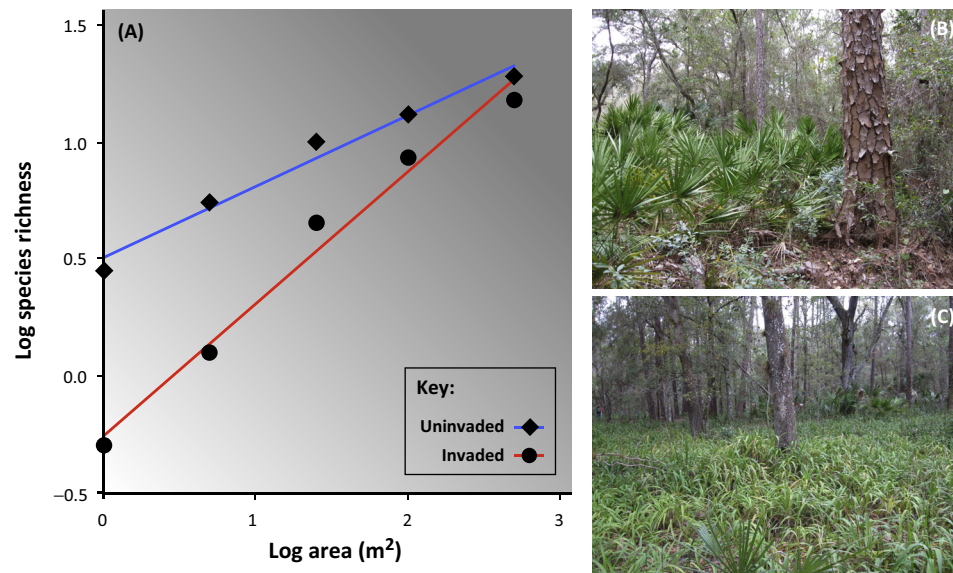 (A)
1.5
1.0
0.5
0.0
–0.5
Log species richness
0
1
2
3
Log area (m²)
Key:
Uninvaded
Invaded
(B)
(C)